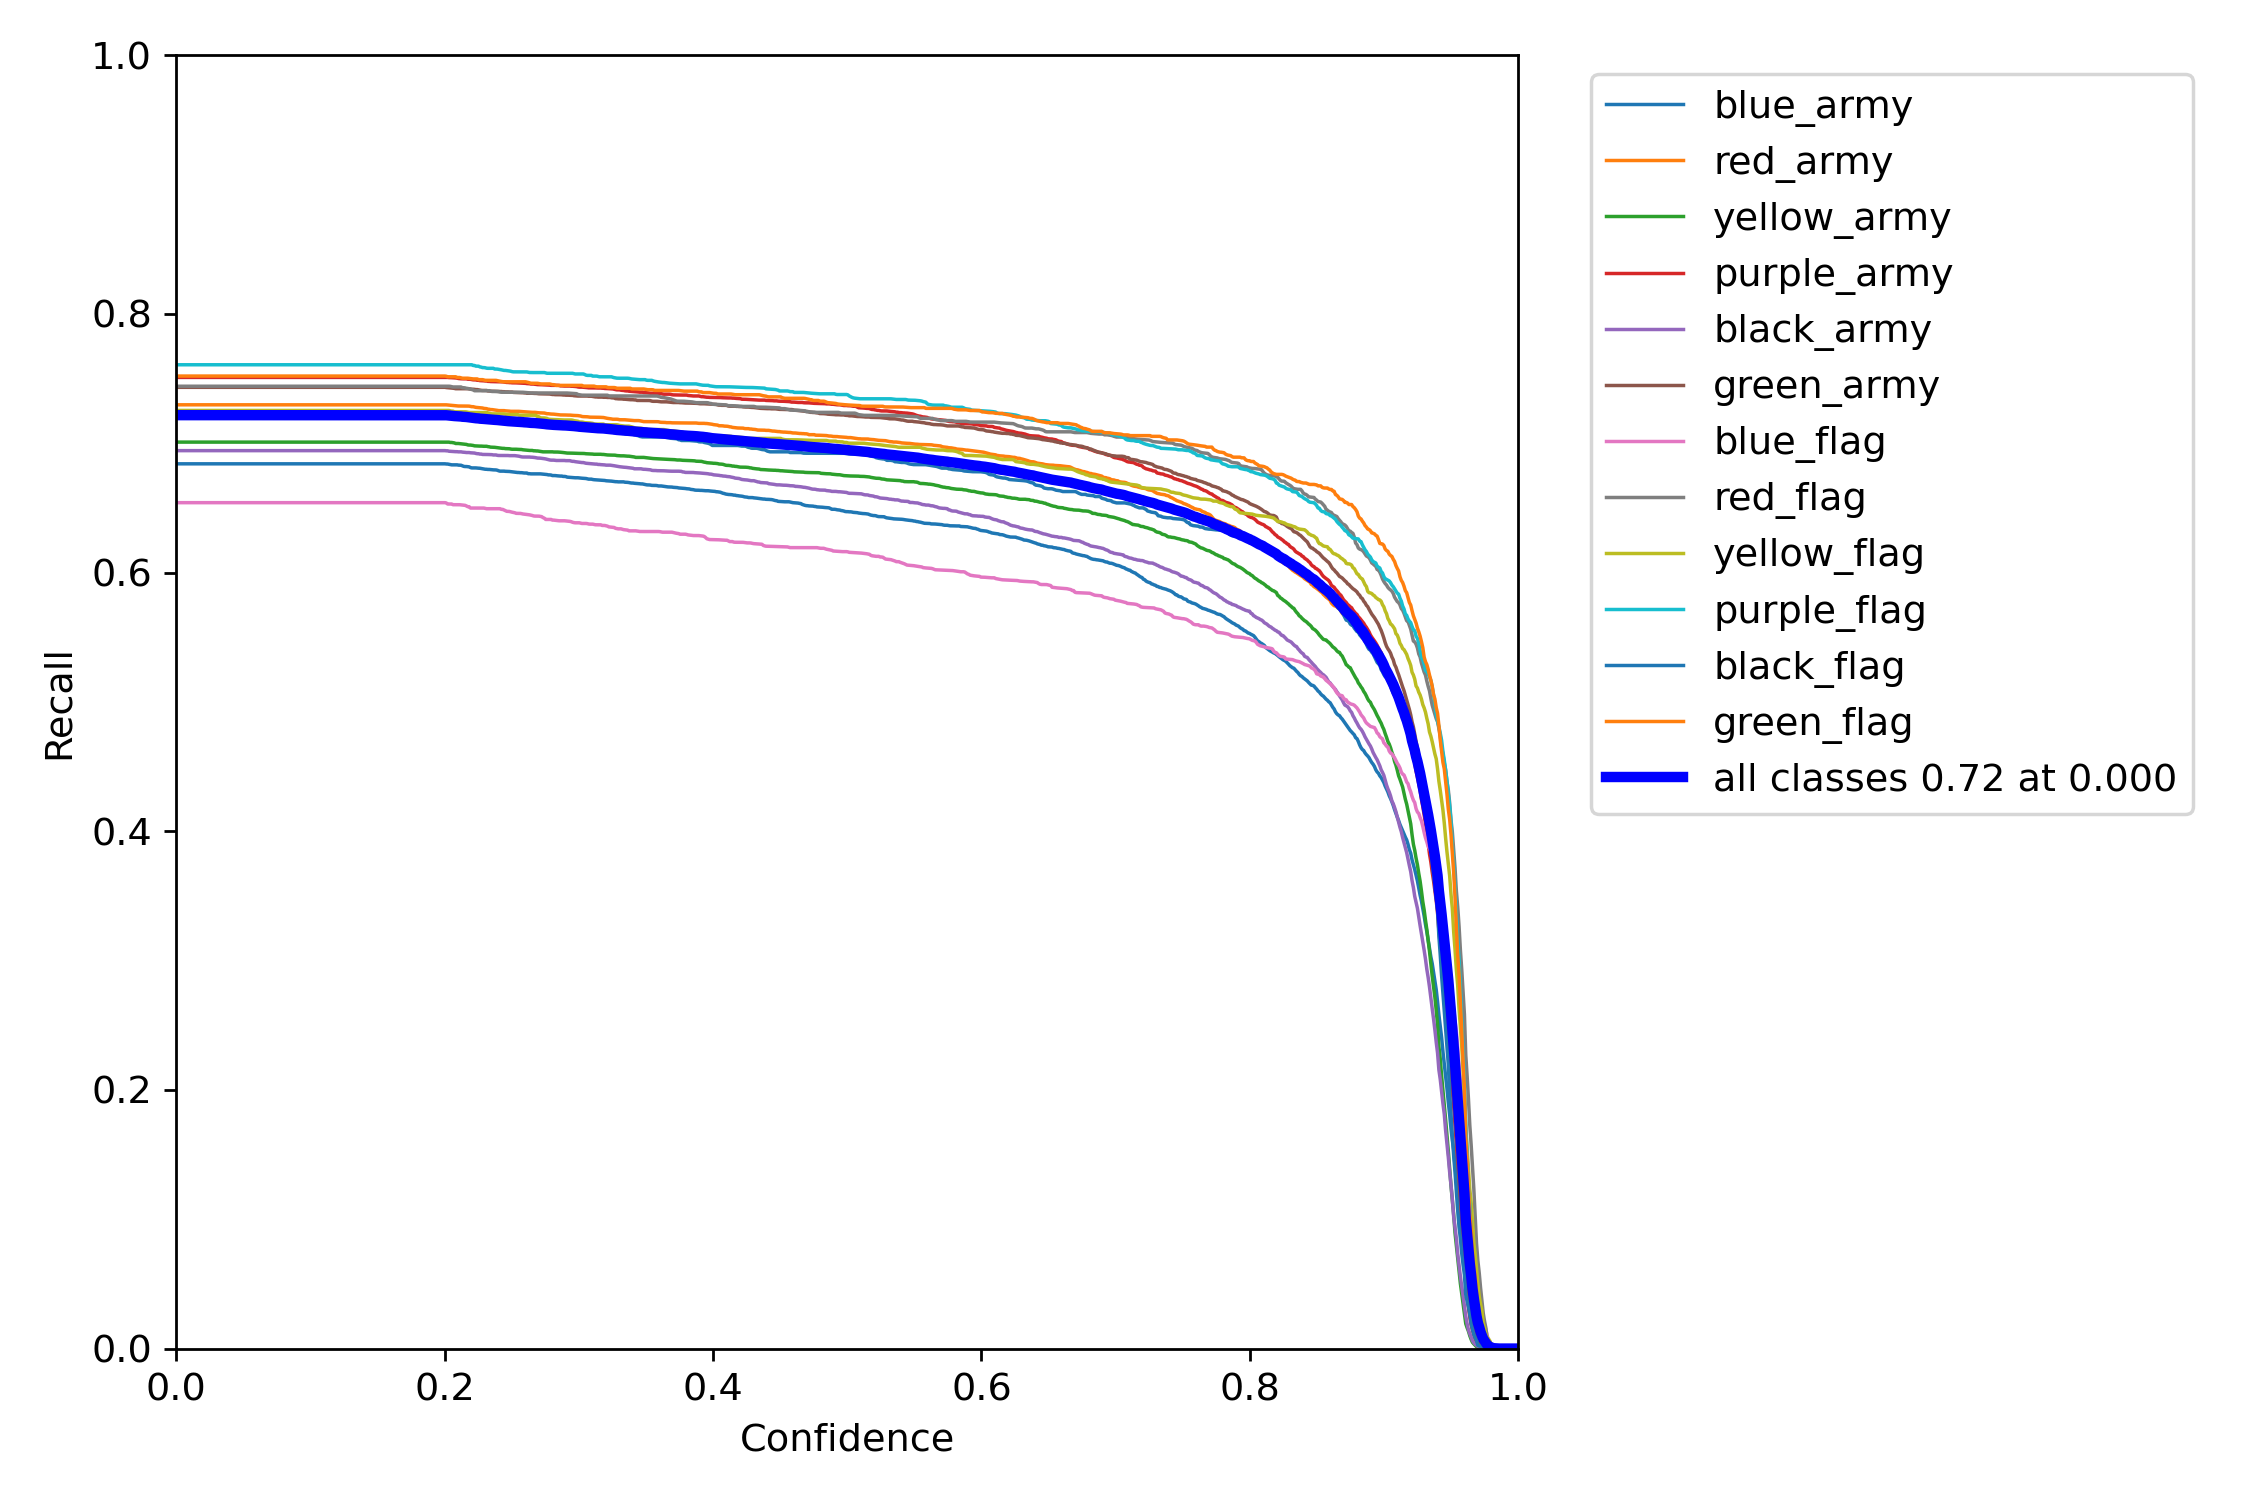 1.0
0.8
0.6
0.4
0.2
0.0
0.0 0.2 0.4 0.6 0.8 1.0
Recall
Confidence
blue_army
red_army
yellow_army
purple_army
black_army
green_army
blue_flag
red_flag
yellow_flag
purple_flag
black_flag
green_flag
all classes 0.72 at 0.000